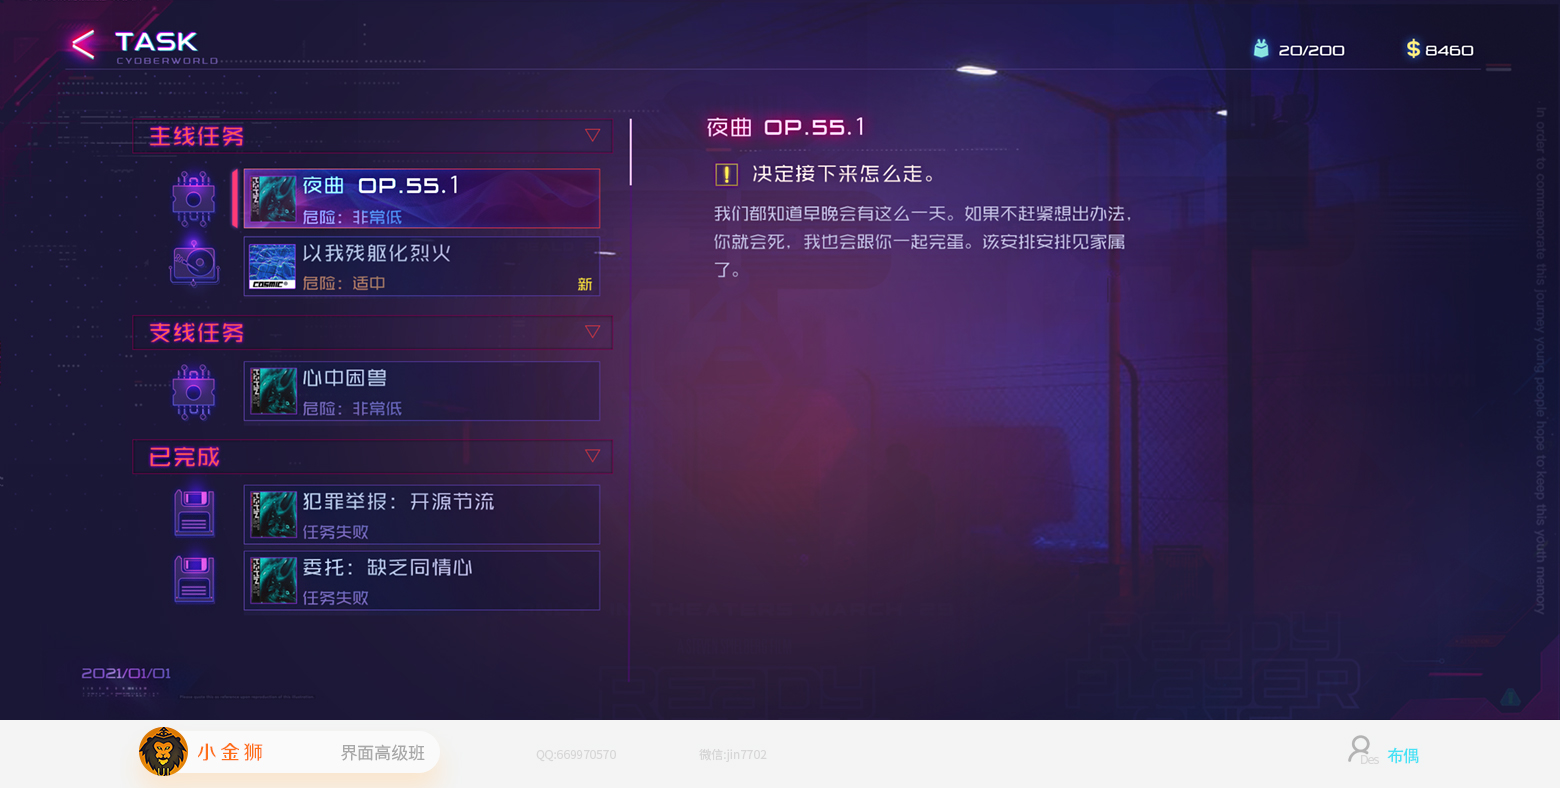 TASK
CYOBERWORLD
20/200
$ 8460
主线任务
夜曲 OP.55.1
危险：非常低
以我残躯化烈火
危险：适中
新
COSMIC
支线任务
心中困兽
危险：非常低
已完成
犯罪举报：开源节流
任务失败
委托：缺乏同情心
任务失败
夜曲 OP.55.1
决定接下来怎么走。
我们都知道早晚会有这么一天。如果不赶紧想出办法，
你就会死，我也会跟你一起完蛋。该安排安排见家属
了。
In order to commemorate this journey young people hope to keep this youth memory
2021/01/01
READY
PLAYER
小金狮
界面高级班
QQ:669970570
微信:jin7702
Des
布偶